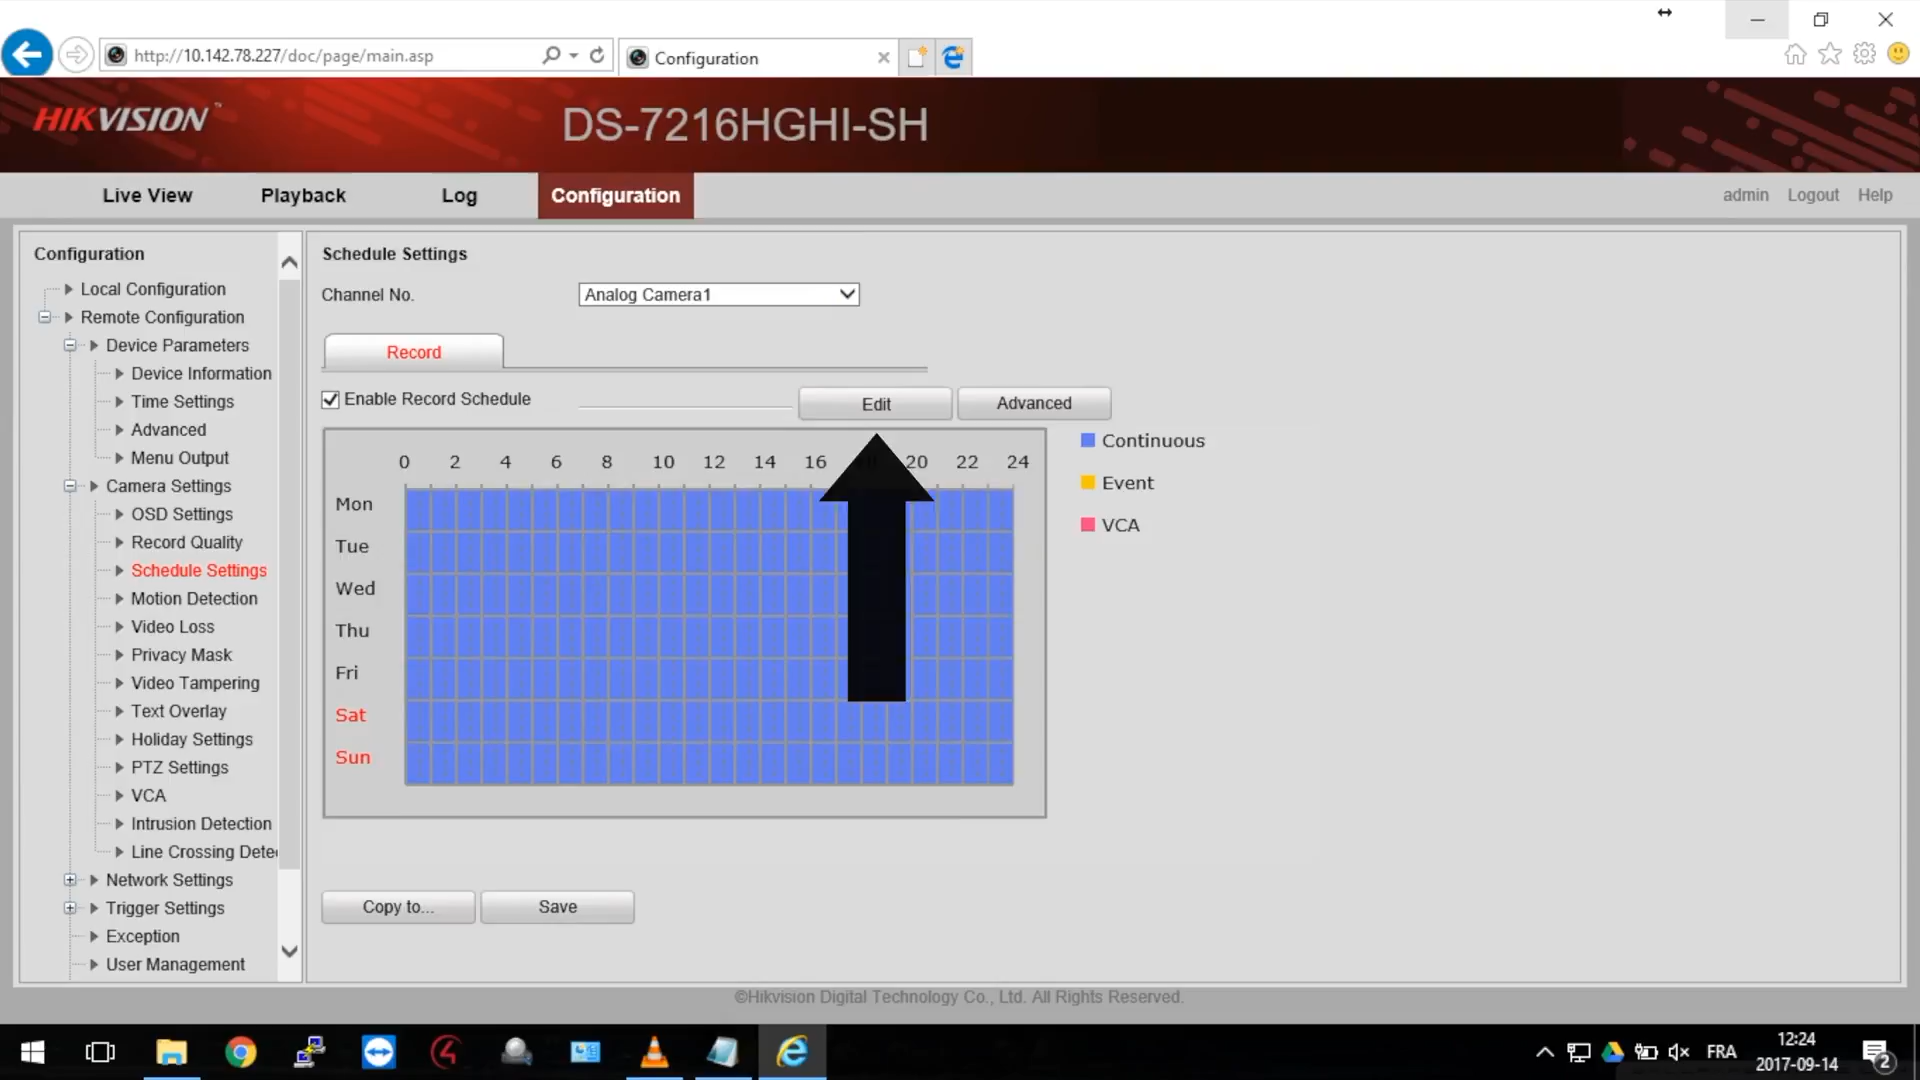 http://10.142.78.227/doc/page/main.asp
Configuration
HIKVISION™
DS-7216HGHI-SH
Live View Playback Log Configuration
admin Logout Help
Configuration
Local Configuration
Remote Configuration
Device Parameters
Device Information
Time Settings
Advanced
Menu Output
Camera Settings
OSD Settings
Record Quality
Schedule Settings
Motion Detection
Video Loss
Privacy Mask
Video Tampering
Text Overlay
Holiday Settings
PTZ Settings
VCA
Intrusion Detection
Line Crossing Dete
Network Settings
Trigger Settings
Exception
User Management
Schedule Settings
Channel No. Analog Camera1
Record
Enable Record Schedule Edit Advanced
0 2 4 6 8 10 12 14 16 20 22 24
Mon
Tue
Wed
Thu
Fri
Sat
Sun
Continuous
Event
VCA
Copy to... Save
©Hikvision Digital Technology Co., Ltd. All Rights Reserved.
FRA
12:24
2017-09-14
2